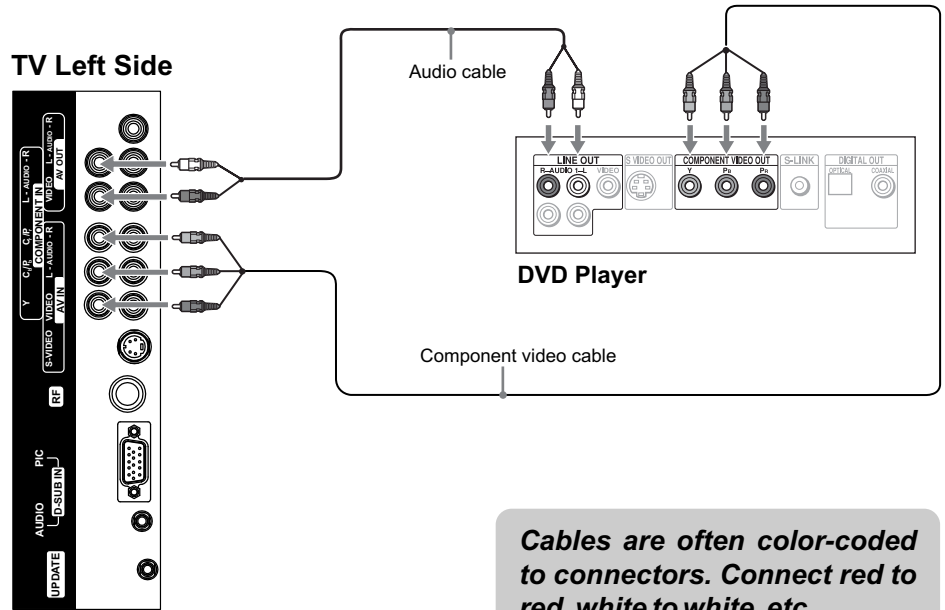 TV Left Side
Audio cable
LINE OUT
R-AUDIO 1-L
VIDEO
S VIDEO OUT
COMPONENT VIDEO OUT
Y PB PR
S-LINK
DIGITAL OUT
OPTICAL
COAXIAL
DVD Player
Component video cable
L - AUDIO - R
COMPONENT IN
Y
VIDEO L - AUDIO - R
AV OUT
S-VIDEO VIDEO L - AUDIO - R
AV IN
RF
AUDIO PIC
D-SUB IN
UPDATE
Cables are often color-coded
to connectors. Connect red to
red, white to white, etc.